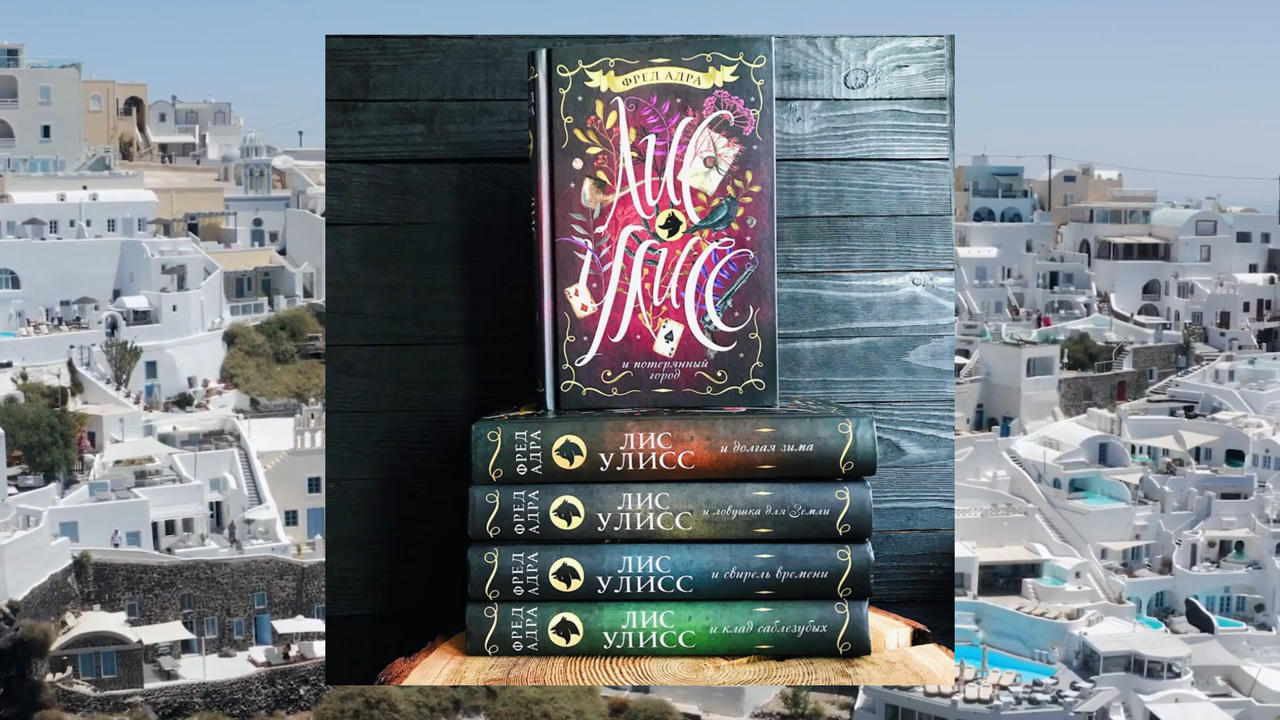 ФРЕД АДРА
Лис
Улисс
и потерянный
город
ФРЕД
АДРА
ЛИС
УЛИСС
и долгая зима
ФРЕД
АДРА
ЛИС
УЛИСС
и ловушка для Земли
ФРЕД
АДРА
ЛИС
УЛИСС
и свирель времени
ФРЕД
АДРА
ЛИС
УЛИСС
и клад саблезубых